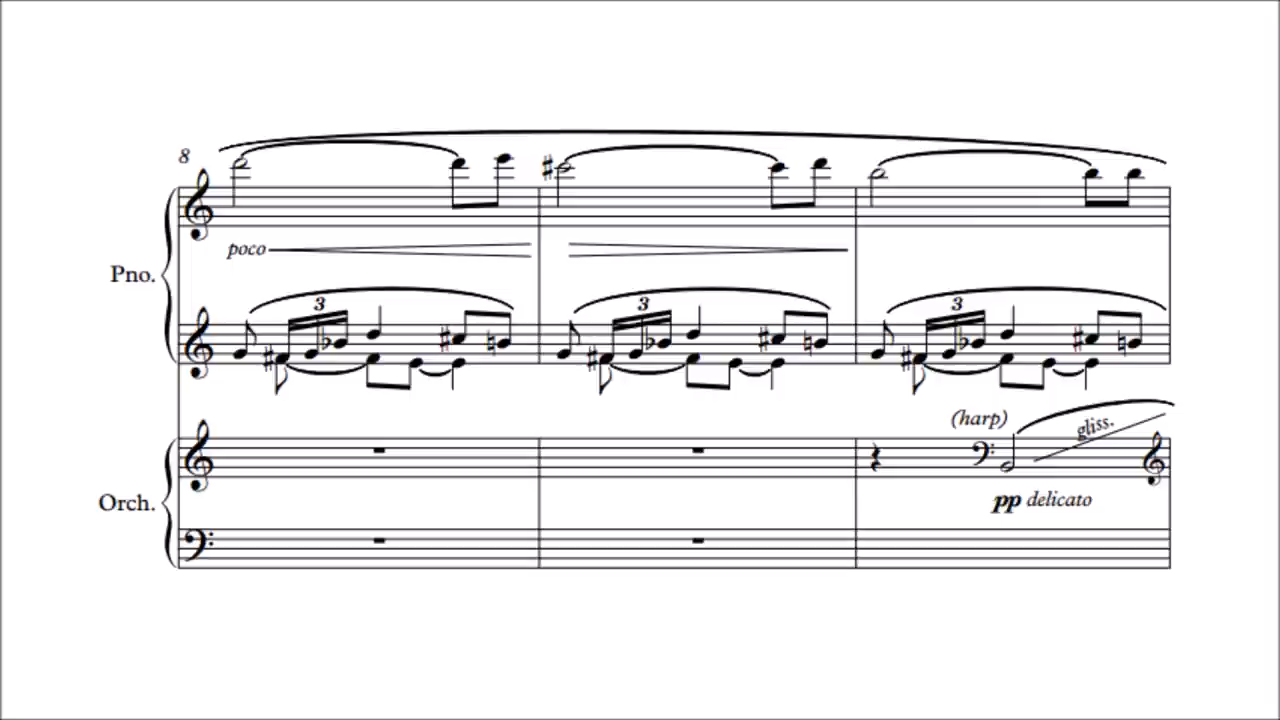 8
poco
Pno.
3 3 3
(harp)
gliss.
pp delicato
Orch.